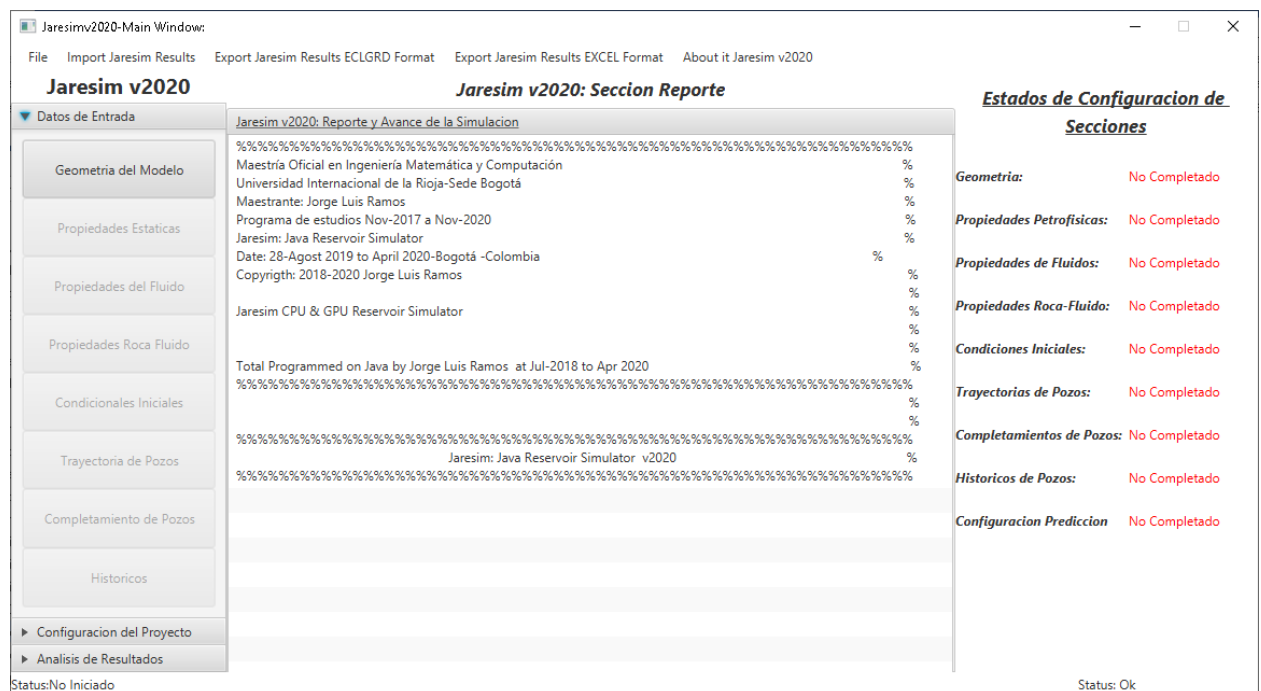 Jaresimv2020-Main Window:
File Import Jaresim Results Export Jaresim Results ECLGRD Format Export Jaresim Results EXCEL Format About it Jaresim v2020
Jaresim v2020
Datos de Entrada
Geometria del Modelo
Propiedades Estaticas
Propiedades del Fluido
Propiedades Roca Fluido
Condicionales Iniciales
Trayectoria de Pozos
Completamiento de Pozos
Historicos
Configuracion del Proyecto
Analisis de Resultados
Status:No Iniciado
Jaresim v2020: Seccion Reporte
Jaresim v2020: Reporte y Avance de la Simulacion
%%%%%%%%%%%%%%%%%%%%%%%%%%%%%%%%%%%%%%%%%%%%%%%%%%%%%%%%%%%%%%%%
Maestría Oficial en Ingeniería Matemática y Computación %
Universidad Internacional de la Rioja-Sede Bogotá %
Maestrante: Jorge Luis Ramos %
Programa de estudios Nov-2017 a Nov-2020 %
Jaresim: Java Reservoir Simulator %
Date: 28-Agost 2019 to April 2020-Bogotá -Colombia %
Copyrigth: 2018-2020 Jorge Luis Ramos %
%
Jaresim CPU & GPU Reservoir Simulator %
%
%
Total Programmed on Java by Jorge Luis Ramos at Jul-2018 to Apr 2020 %
%%%%%%%%%%%%%%%%%%%%%%%%%%%%%%%%%%%%%%%%%%%%%%%%%%%%%%%%%%%%%%%%
%
%
%%%%%%%%%%%%%%%%%%%%%%%%%%%%%%%%%%%%%%%%%%%%%%%%%%%%%%%%%%%%%%%%
Jaresim: Java Reservoir Simulator v2020 %
%%%%%%%%%%%%%%%%%%%%%%%%%%%%%%%%%%%%%%%%%%%%%%%%%%%%%%%%%%%%%%%%
Estados de Configuracion de
Secciones
Geometria: No Completado
Propiedades Petrofisicas: No Completado
Propiedades de Fluidos: No Completado
Propiedades Roca-Fluido: No Completado
Condiciones Iniciales: No Completado
Trayectorias de Pozos: No Completado
Completamientos de Pozos: No Completado
Historicos de Pozos: No Completado
Configuracion Prediccion No Completado
Status: Ok